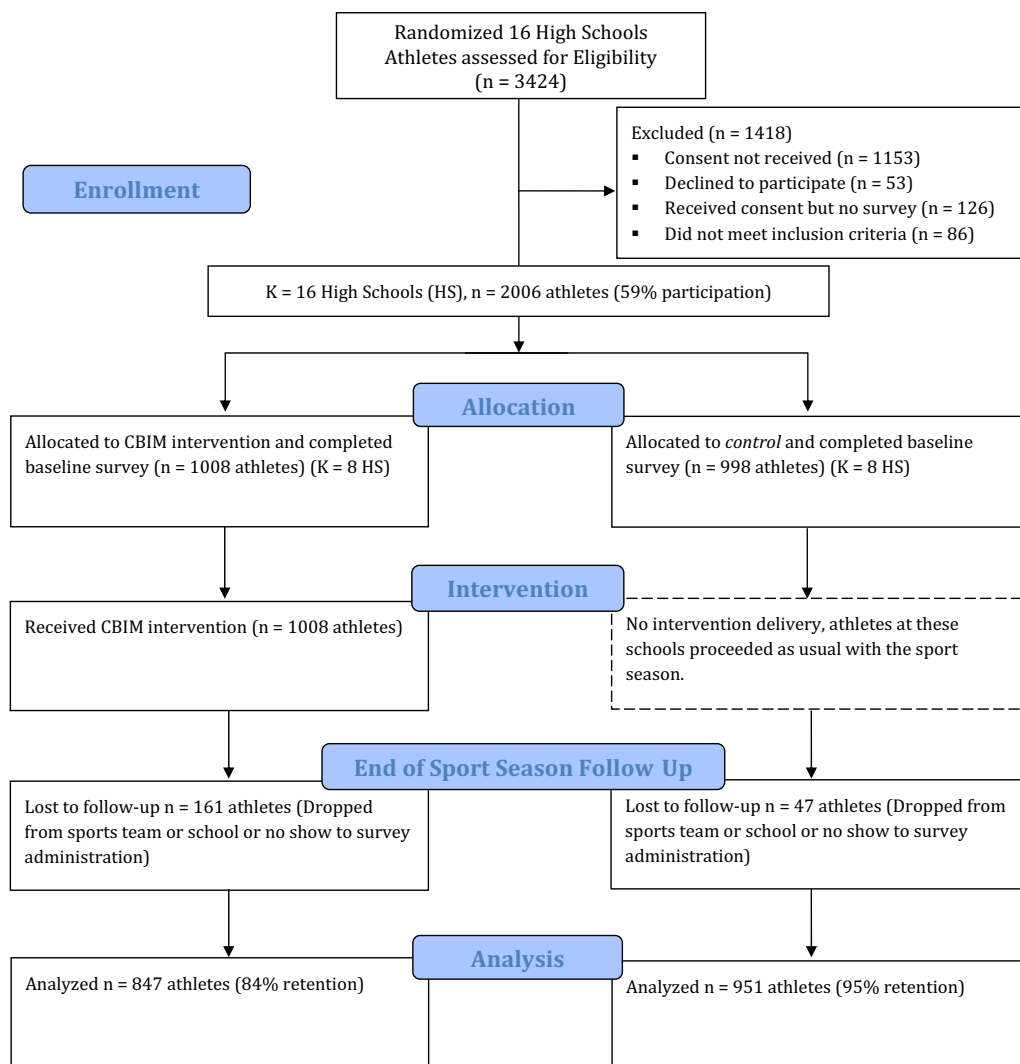 Randomized 16 High Schools
Athletes assessed for Eligibility
(n = 3424)
Excluded (n = 1418)
▪ Consent not received (n = 1153)
▪ Declined to participate (n = 53)
▪ Received consent but no survey (n = 126)
▪ Did not meet inclusion criteria (n = 86)
Enrollment
K = 16 High Schools (HS), n = 2006 athletes (59% participation)
Allocation
Allocated to CBIM intervention and completed
baseline survey (n = 1008 athletes) (K = 8 HS)
Allocated to control and completed baseline
survey (n = 998 athletes) (K = 8 HS)
Intervention
Received CBIM intervention (n = 1008 athletes)
No intervention delivery, athletes at these
schools proceeded as usual with the sport
season.
End of Sport Season Follow Up
Lost to follow-up n = 161 athletes (Dropped
from sports team or school or no show to survey
administration)
Lost to follow-up n = 47 athletes (Dropped from
sports team or school or no show to survey
administration)
Analysis
Analyzed n = 847 athletes (84% retention)
Analyzed n = 951 athletes (95% retention)